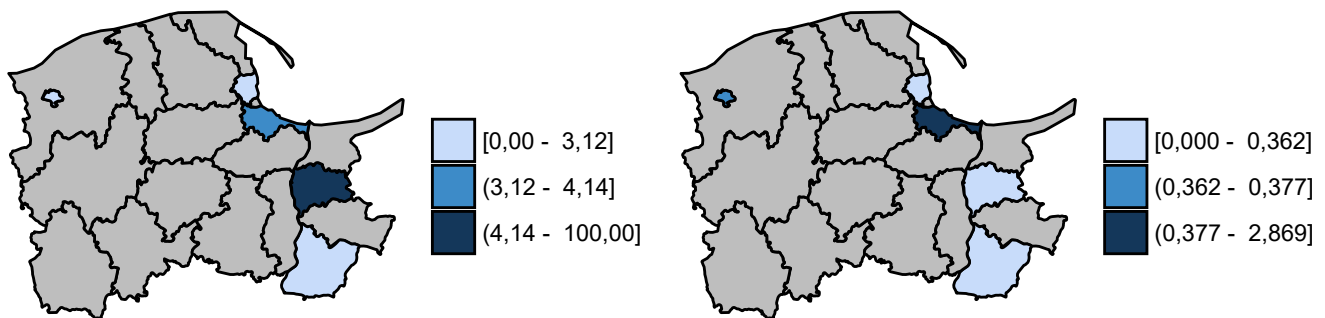 [0,00 - 3,12]
(3,12 - 4,14]
(4,14 - 100,00]
[0,000 - 0,362]
(0,362 - 0,377]
(0,377 - 2,869]